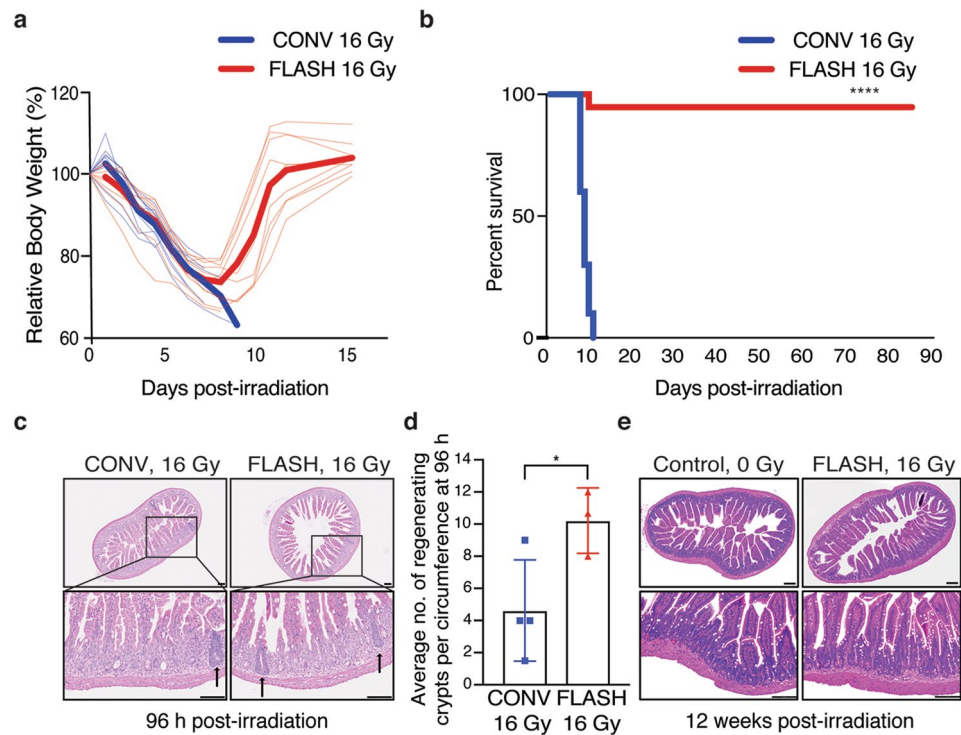 a
CONV 16 Gy
FLASH 16 Gy
Relative Body Weight (%)
120
100
80
60
0
5
10
15
Days post-irradiation
b
CONV 16 Gy
FLASH 16 Gy
****
Percent survival
100
50
0
0 10 20 30 40 50 60 70 80 90
Days post-irradiation
c
CONV, 16 Gy
FLASH, 16 Gy
96 h post-irradiation
d
Average no. of regenerating
crypts per circumference at 96 h
14
12
10
8
6
4
2
0
*
CONV
16 Gy
FLASH
16 Gy
e
Control, 0 Gy
FLASH, 16 Gy
12 weeks post-irradiation